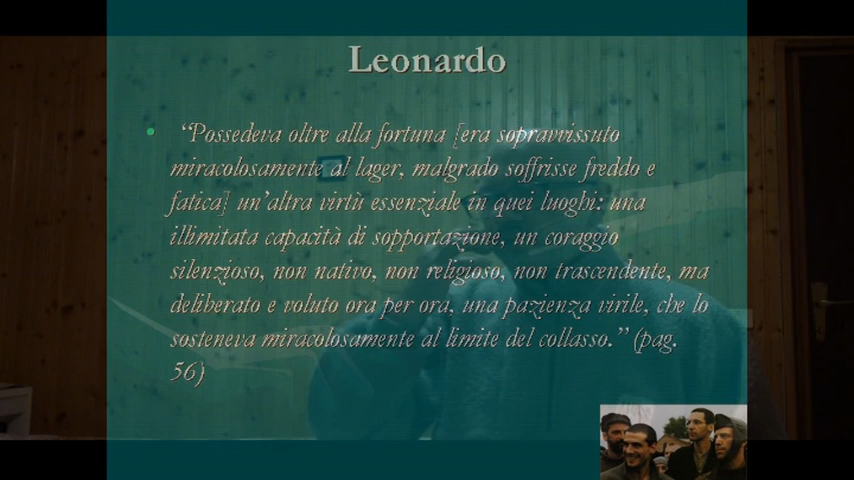 Leonardo
• “Possedeva oltre alla fortuna [era sopravvissuto
miracolosamente al lager, malgrado soffrisse freddo e
fatica] un’altra virtù essenziale in quei luoghi: una
illimitata capacità di sopportazione, un coraggio
silenzioso, non nativo, non religioso, non trascendente, ma
deliberato e voluto ora per ora, una pazienza virile, che lo
sosteneva miracolosamente al limite del collasso.” (pag.
56)